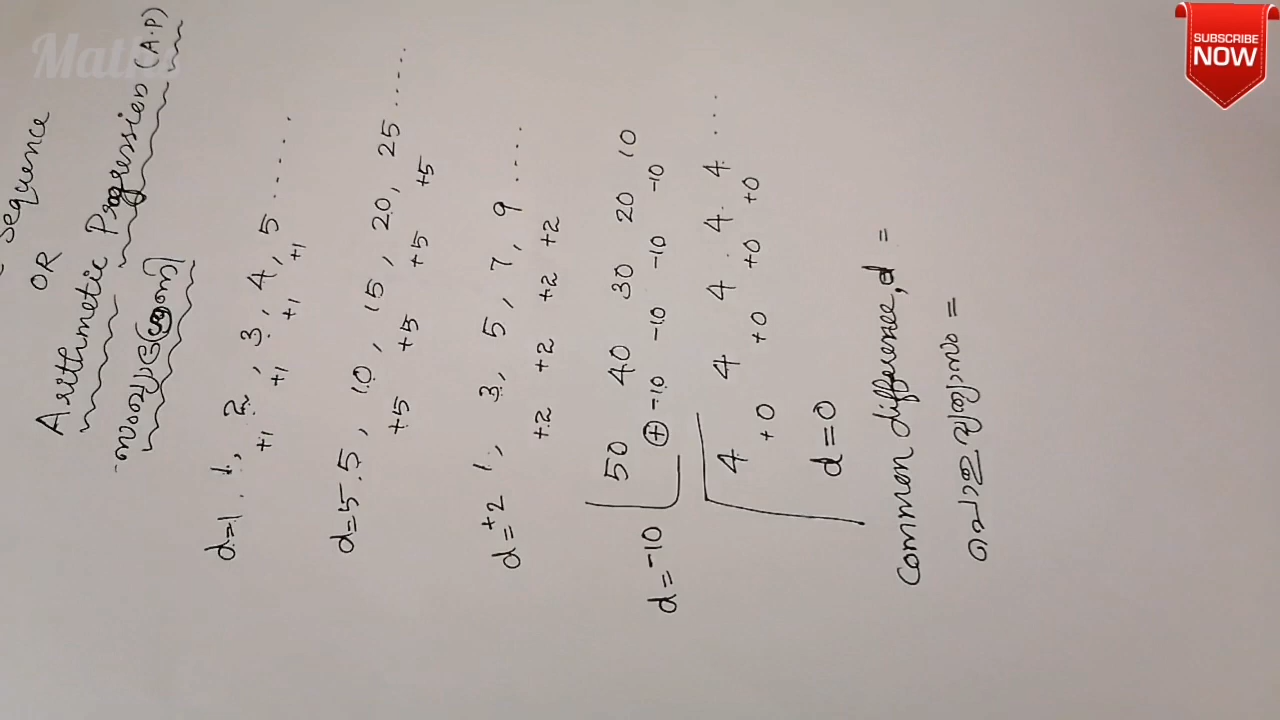 Sequence
OR
Arithmetic Progression (A.P)
d=1. 1, 2, 3, 4, 5 .....
+1 +1 +1 +1
d=5. 5, 10, 15, 20, 25 .....
+5 +5 +5 +5
d=+2 1, 3, 5, 7, 9 ....
+2 +2 +2 +2
50 40 30 20 10
d=-10 + -10 -10 -10 -10
4 4 4 4 4 ...
+0 +0 +0 +0
d=0
Common difference, d =
പൊതുവ്യത്യാസം =
SUBSCRIBE
NOW